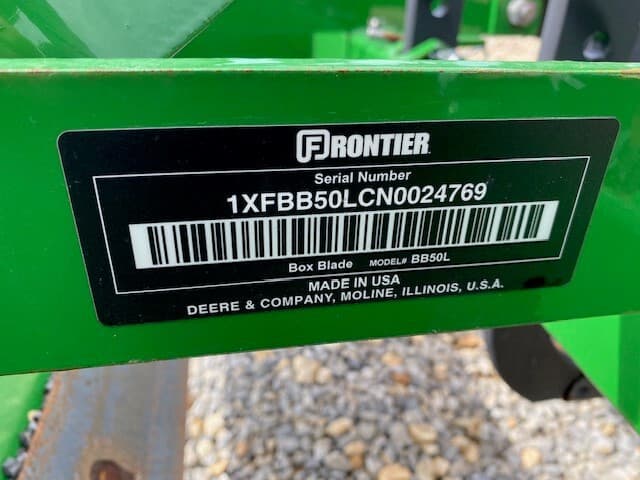 FRONTIER
Serial Number
1XFBB50LCN0024769
Box Blade MODEL# BB50L
MADE IN USA
DEERE & COMPANY, MOLINE, ILLINOIS, U.S.A.